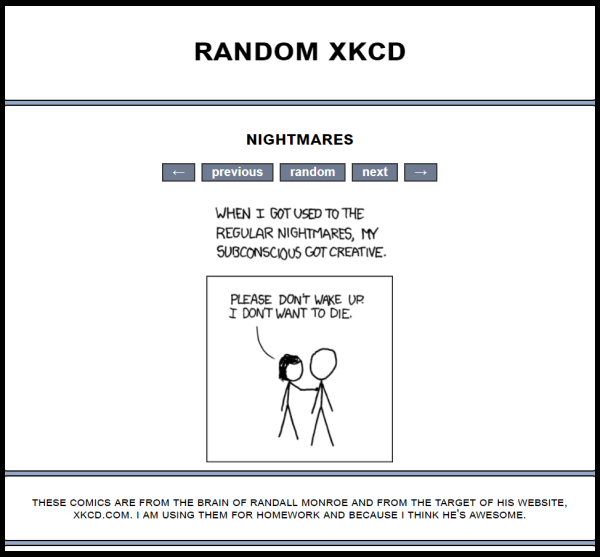 RANDOM XKCD
NIGHTMARES
← previous random next →
WHEN I GOT USED TO THE
REGULAR NIGHTMARES, MY
SUBCONSCIOUS GOT CREATIVE.
PLEASE DON'T WAKE UP.
I DON'T WANT TO DIE.
THESE COMICS ARE FROM THE BRAIN OF RANDALL MONROE AND FROM THE TARGET OF HIS WEBSITE,
XKCD.COM. I AM USING THEM FOR HOMEWORK AND BECAUSE I THINK HE'S AWESOME.